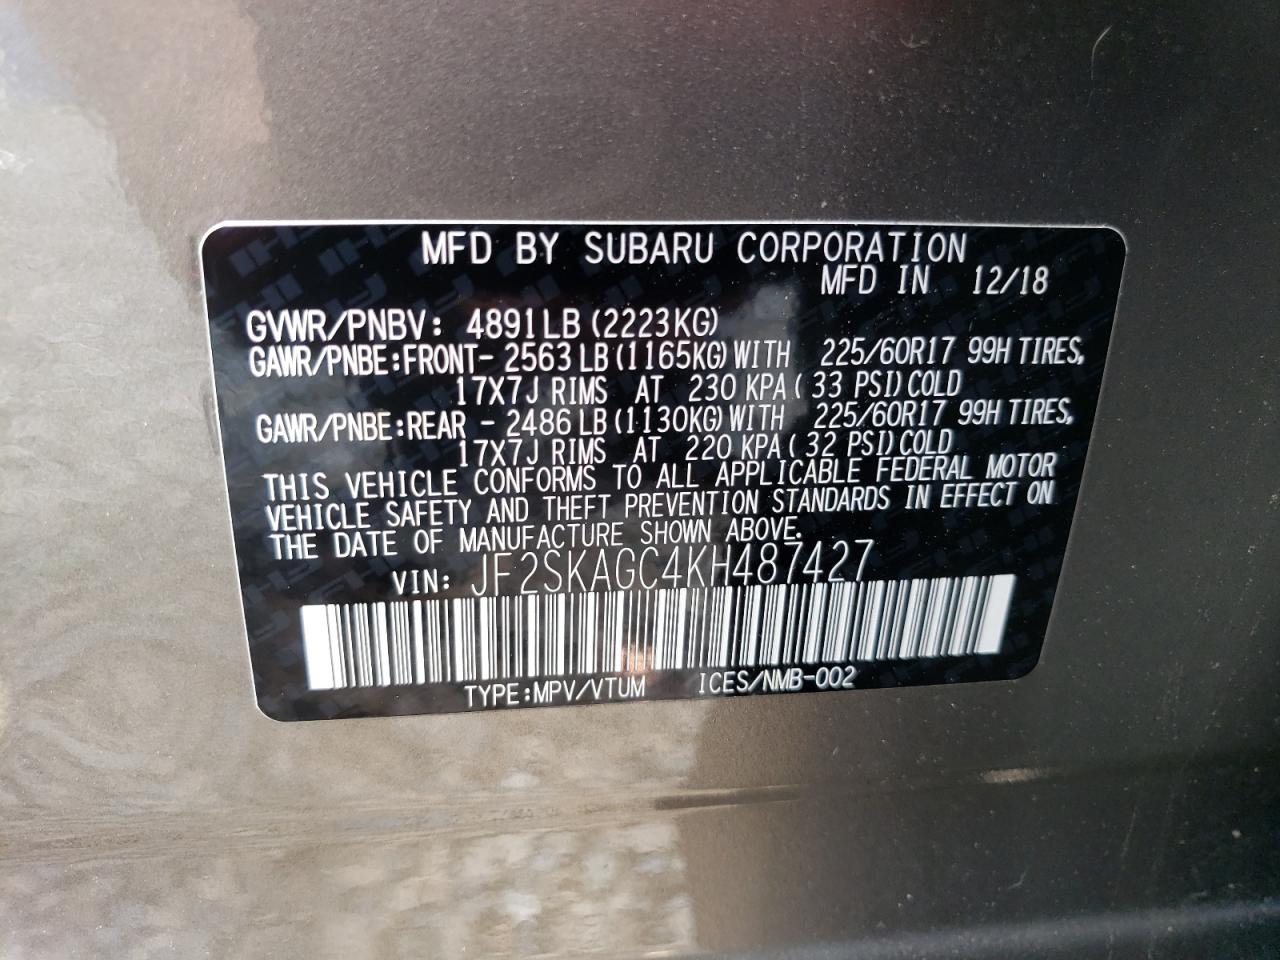 MFD BY SUBARU CORPORATION
MFD IN 12/18
GVWR/PNBV: 4891LB (2223KG)
GAWR/PNBE:FRONT- 2563 LB (1165KG) WITH 225/60R17 99H TIRES,
17X7J RIMS AT 230 KPA ( 33 PSI) COLD
GAWR/PNBE:REAR - 2486 LB (1130KG) WITH 225/60R17 99H TIRES,
17X7J RIMS AT 220 KPA ( 32 PSI) COLD
THIS VEHICLE CONFORMS TO ALL APPLICABLE FEDERAL MOTOR
VEHICLE SAFETY AND THEFT PREVENTION STANDARDS IN EFFECT ON
THE DATE OF MANUFACTURE SHOWN ABOVE.
VIN: JF2SKAGC4KH487427
TYPE:MPV/VTUM ICES/NMB-002